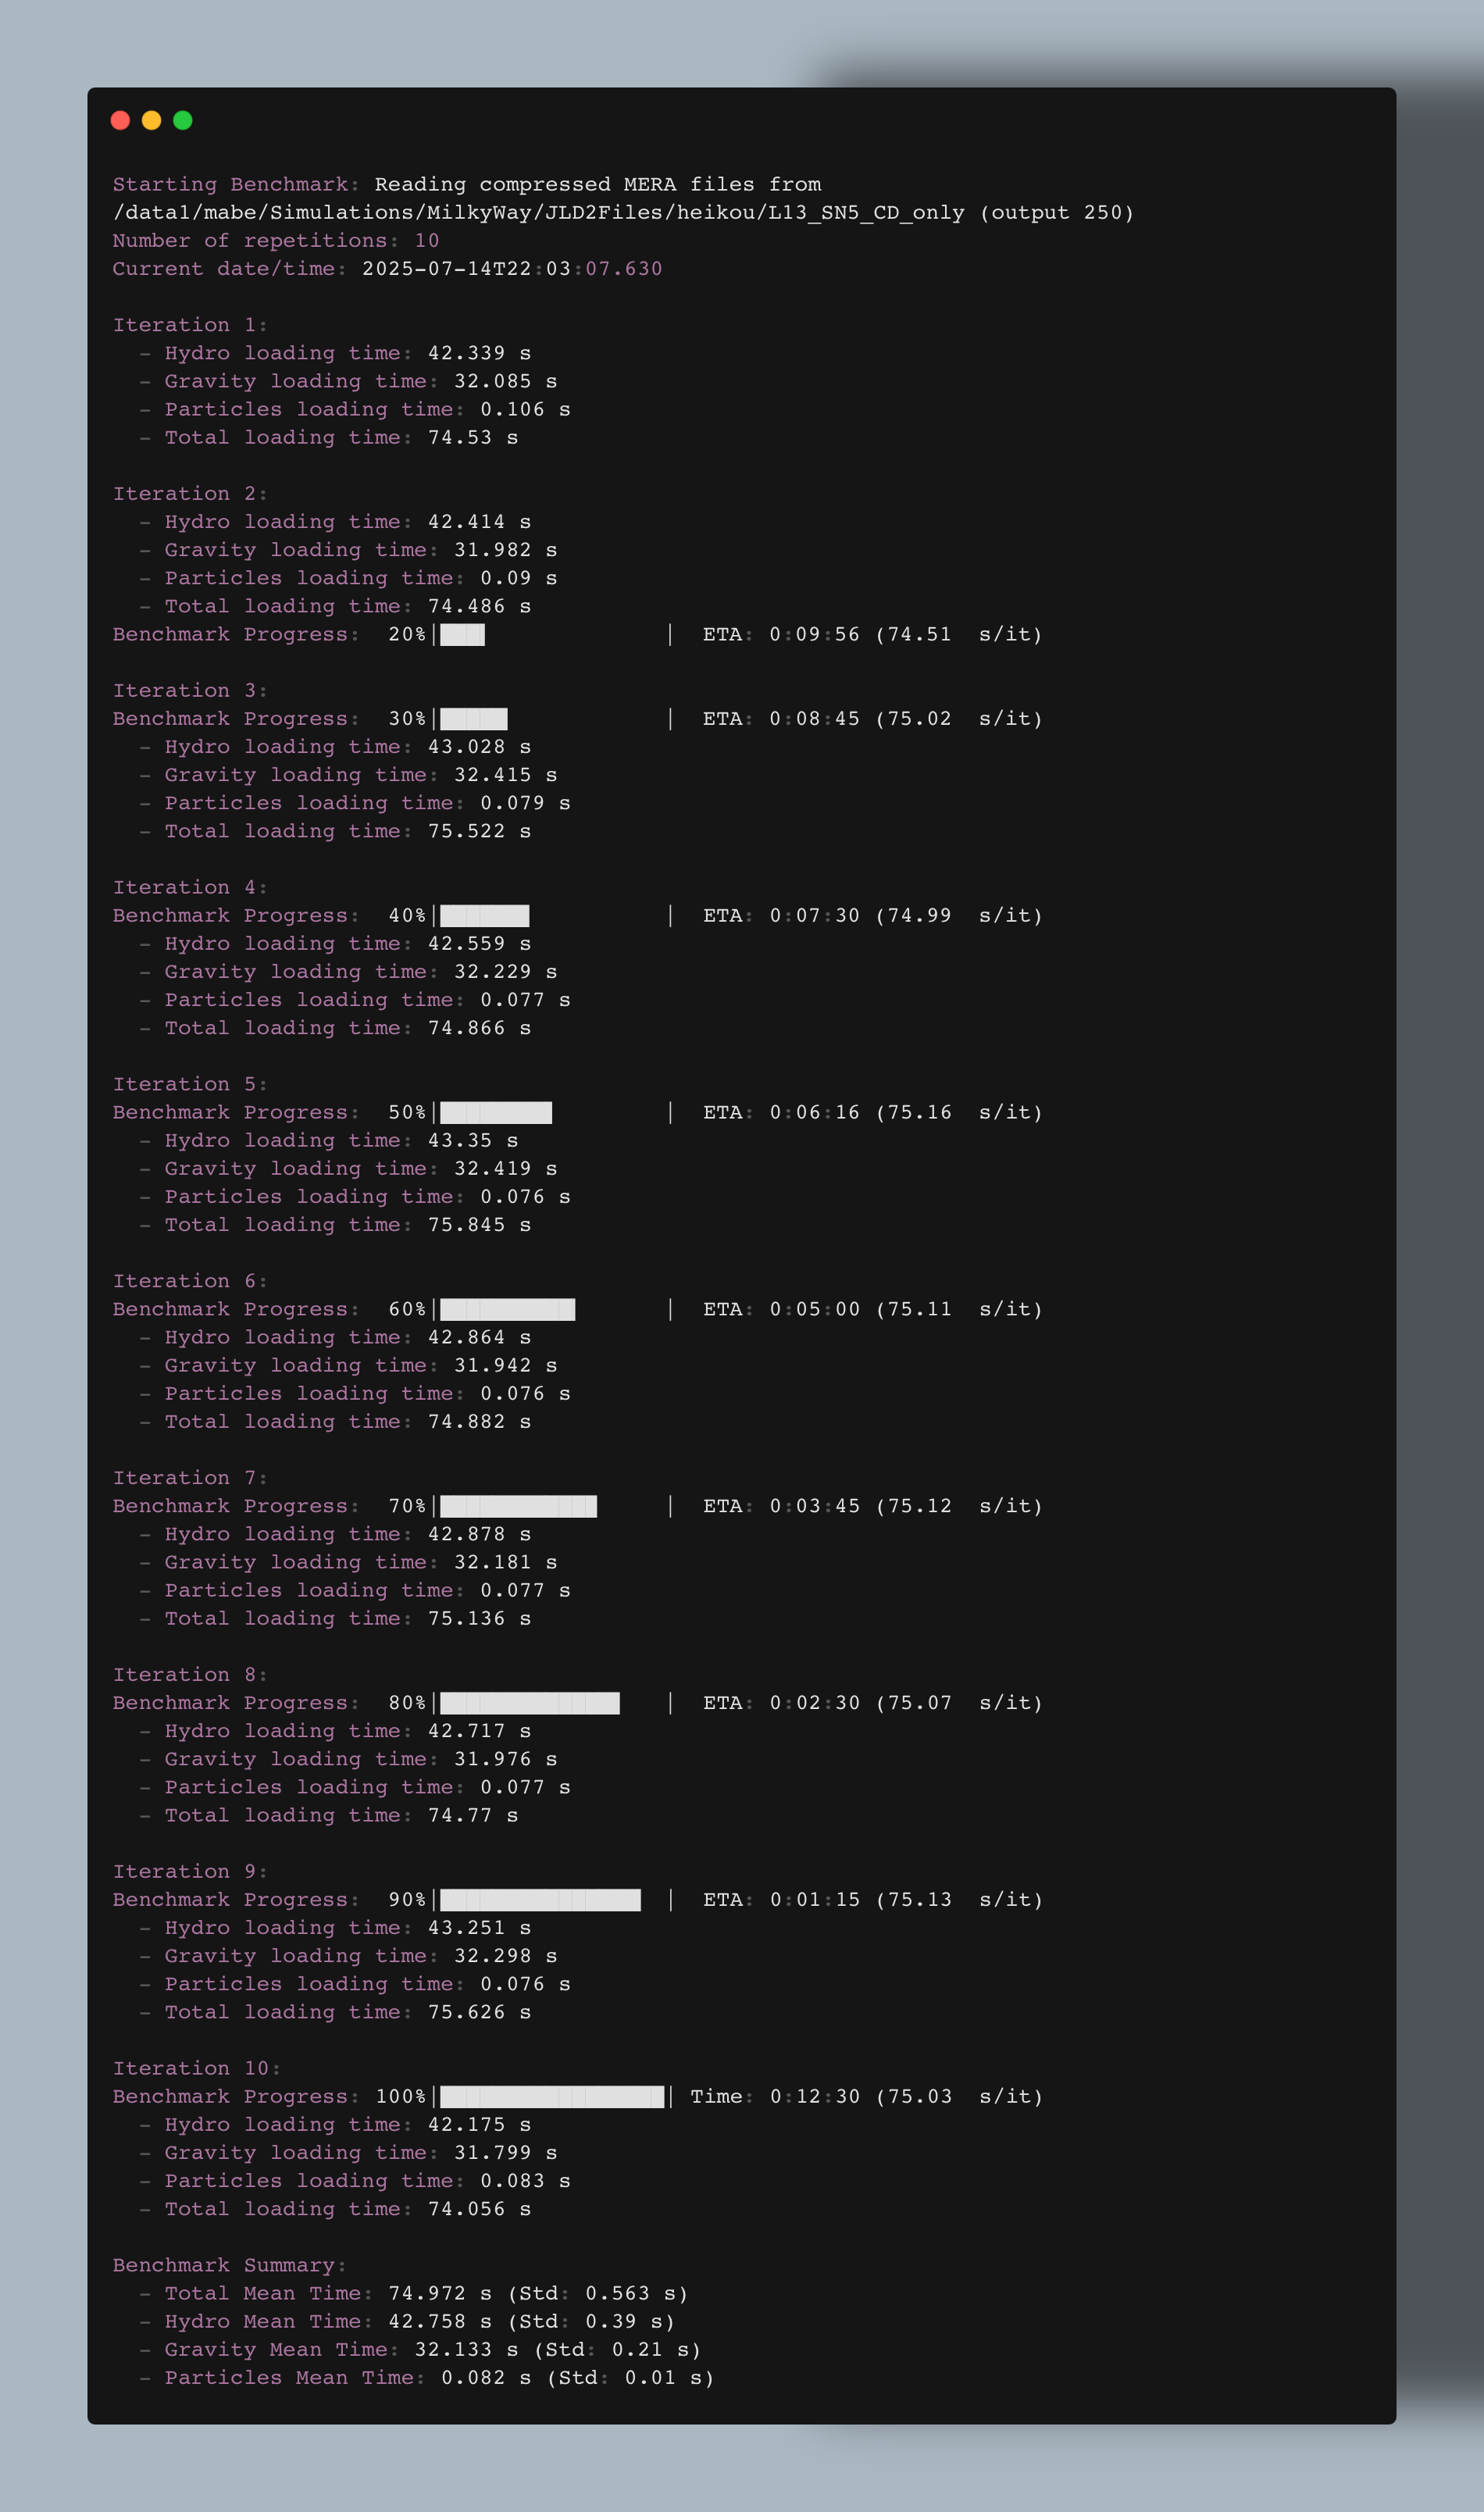 Starting Benchmark: Reading compressed MERA files from
/data1/mabe/Simulations/MilkyWay/JLD2Files/heikou/L13_SN5_CD_only (output 250)
Number of repetitions: 10
Current date/time: 2025-07-14T22:03:07.630
Iteration 1:
– Hydro loading time: 42.339 s
– Gravity loading time: 32.085 s
– Particles loading time: 0.106 s
– Total loading time: 74.53 s
Iteration 2:
– Hydro loading time: 42.414 s
– Gravity loading time: 31.982 s
– Particles loading time: 0.09 s
– Total loading time: 74.486 s
Benchmark Progress: 20%|████ | ETA: 0:09:56 (74.51 s/it)
Iteration 3:
Benchmark Progress: 30%|██████ | ETA: 0:08:45 (75.02 s/it)
– Hydro loading time: 43.028 s
– Gravity loading time: 32.415 s
– Particles loading time: 0.079 s
– Total loading time: 75.522 s
Iteration 4:
Benchmark Progress: 40%|███████ | ETA: 0:07:30 (74.99 s/it)
– Hydro loading time: 42.559 s
– Gravity loading time: 32.229 s
– Particles loading time: 0.077 s
– Total loading time: 74.866 s
Iteration 5:
Benchmark Progress: 50%|█████████ | ETA: 0:06:16 (75.16 s/it)
– Hydro loading time: 43.35 s
– Gravity loading time: 32.419 s
– Particles loading time: 0.076 s
– Total loading time: 75.845 s
Iteration 6:
Benchmark Progress: 60%|███████████ | ETA: 0:05:00 (75.11 s/it)
– Hydro loading time: 42.864 s
– Gravity loading time: 31.942 s
– Particles loading time: 0.076 s
– Total loading time: 74.882 s
Iteration 7:
Benchmark Progress: 70%|████████████ | ETA: 0:03:45 (75.12 s/it)
– Hydro loading time: 42.878 s
– Gravity loading time: 32.181 s
– Particles loading time: 0.077 s
– Total loading time: 75.136 s
Iteration 8:
Benchmark Progress: 80%|██████████████ | ETA: 0:02:30 (75.07 s/it)
– Hydro loading time: 42.717 s
– Gravity loading time: 31.976 s
– Particles loading time: 0.077 s
– Total loading time: 74.77 s
Iteration 9:
Benchmark Progress: 90%|████████████████ | ETA: 0:01:15 (75.13 s/it)
– Hydro loading time: 43.251 s
– Gravity loading time: 32.298 s
– Particles loading time: 0.076 s
– Total loading time: 75.626 s
Iteration 10:
Benchmark Progress: 100%|█████████████████| Time: 0:12:30 (75.03 s/it)
– Hydro loading time: 42.175 s
– Gravity loading time: 31.799 s
– Particles loading time: 0.083 s
– Total loading time: 74.056 s
Benchmark Summary:
– Total Mean Time: 74.972 s (Std: 0.563 s)
– Hydro Mean Time: 42.758 s (Std: 0.39 s)
– Gravity Mean Time: 32.133 s (Std: 0.21 s)
– Particles Mean Time: 0.082 s (Std: 0.01 s)